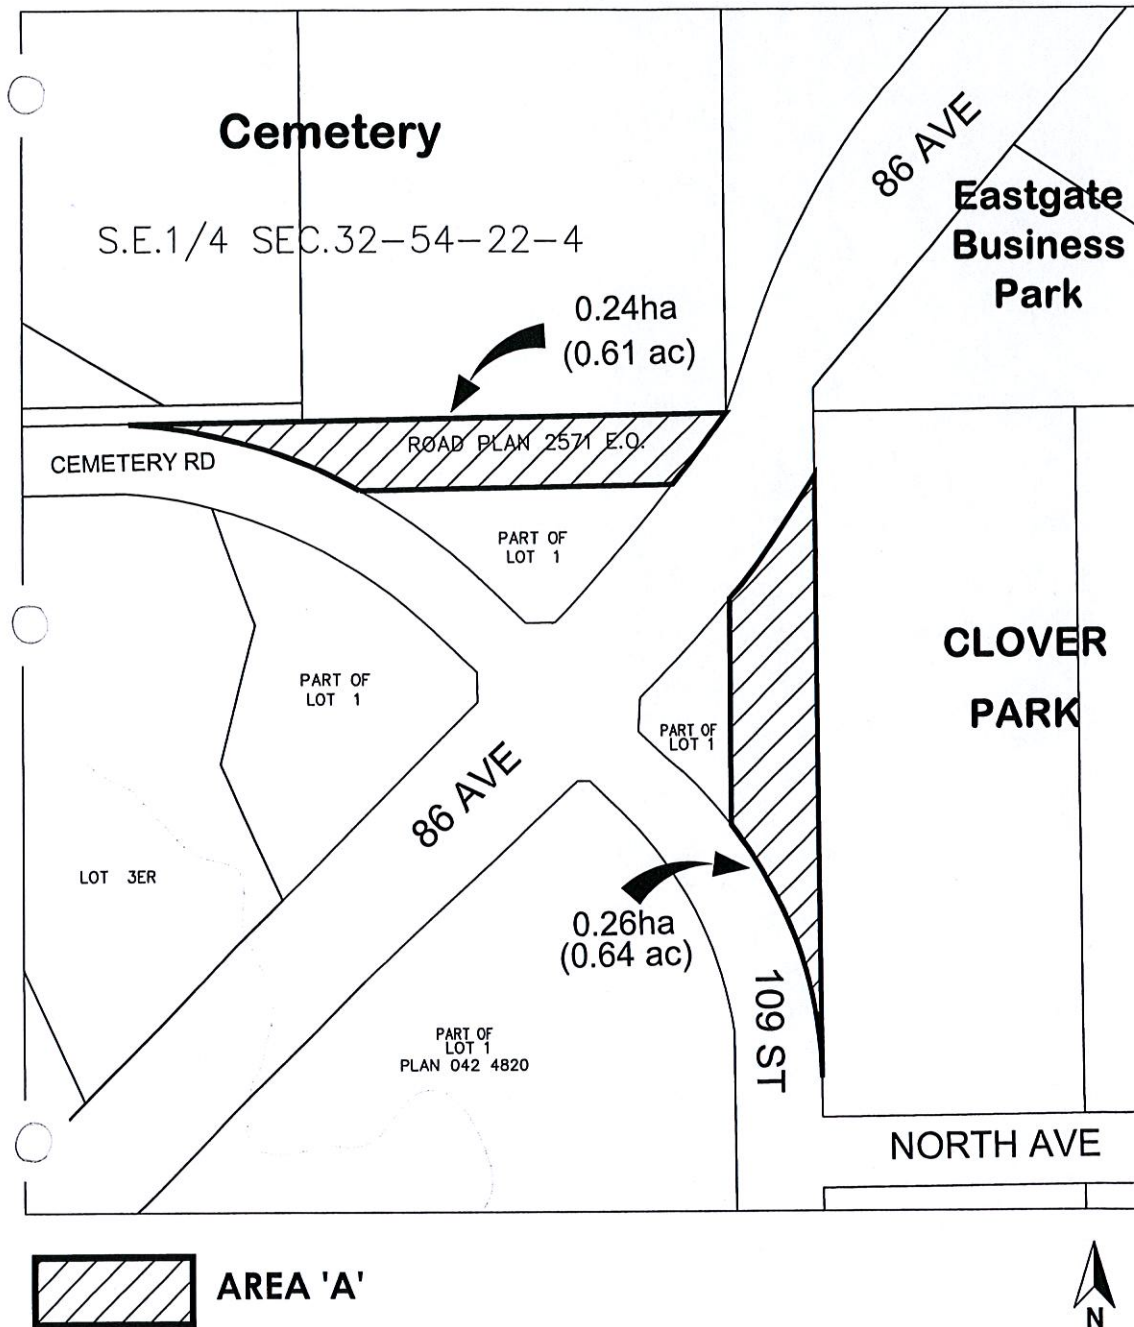 Cemetery
S.E.1/4 SEC.32-54-22-4
86 AVE
Eastgate
Business
Park
0.24ha
(0.61 ac)
ROAD PLAN 2571 E.O.
CEMETERY RD
PART OF
LOT 1
PART OF
LOT 1
CLOVER
PARK
PART OF
LOT 1
86 AVE
LOT 3ER
0.26ha
(0.64 ac)
109 ST
PART OF
LOT 1
PLAN 042 4820
NORTH AVE
AREA 'A'
N